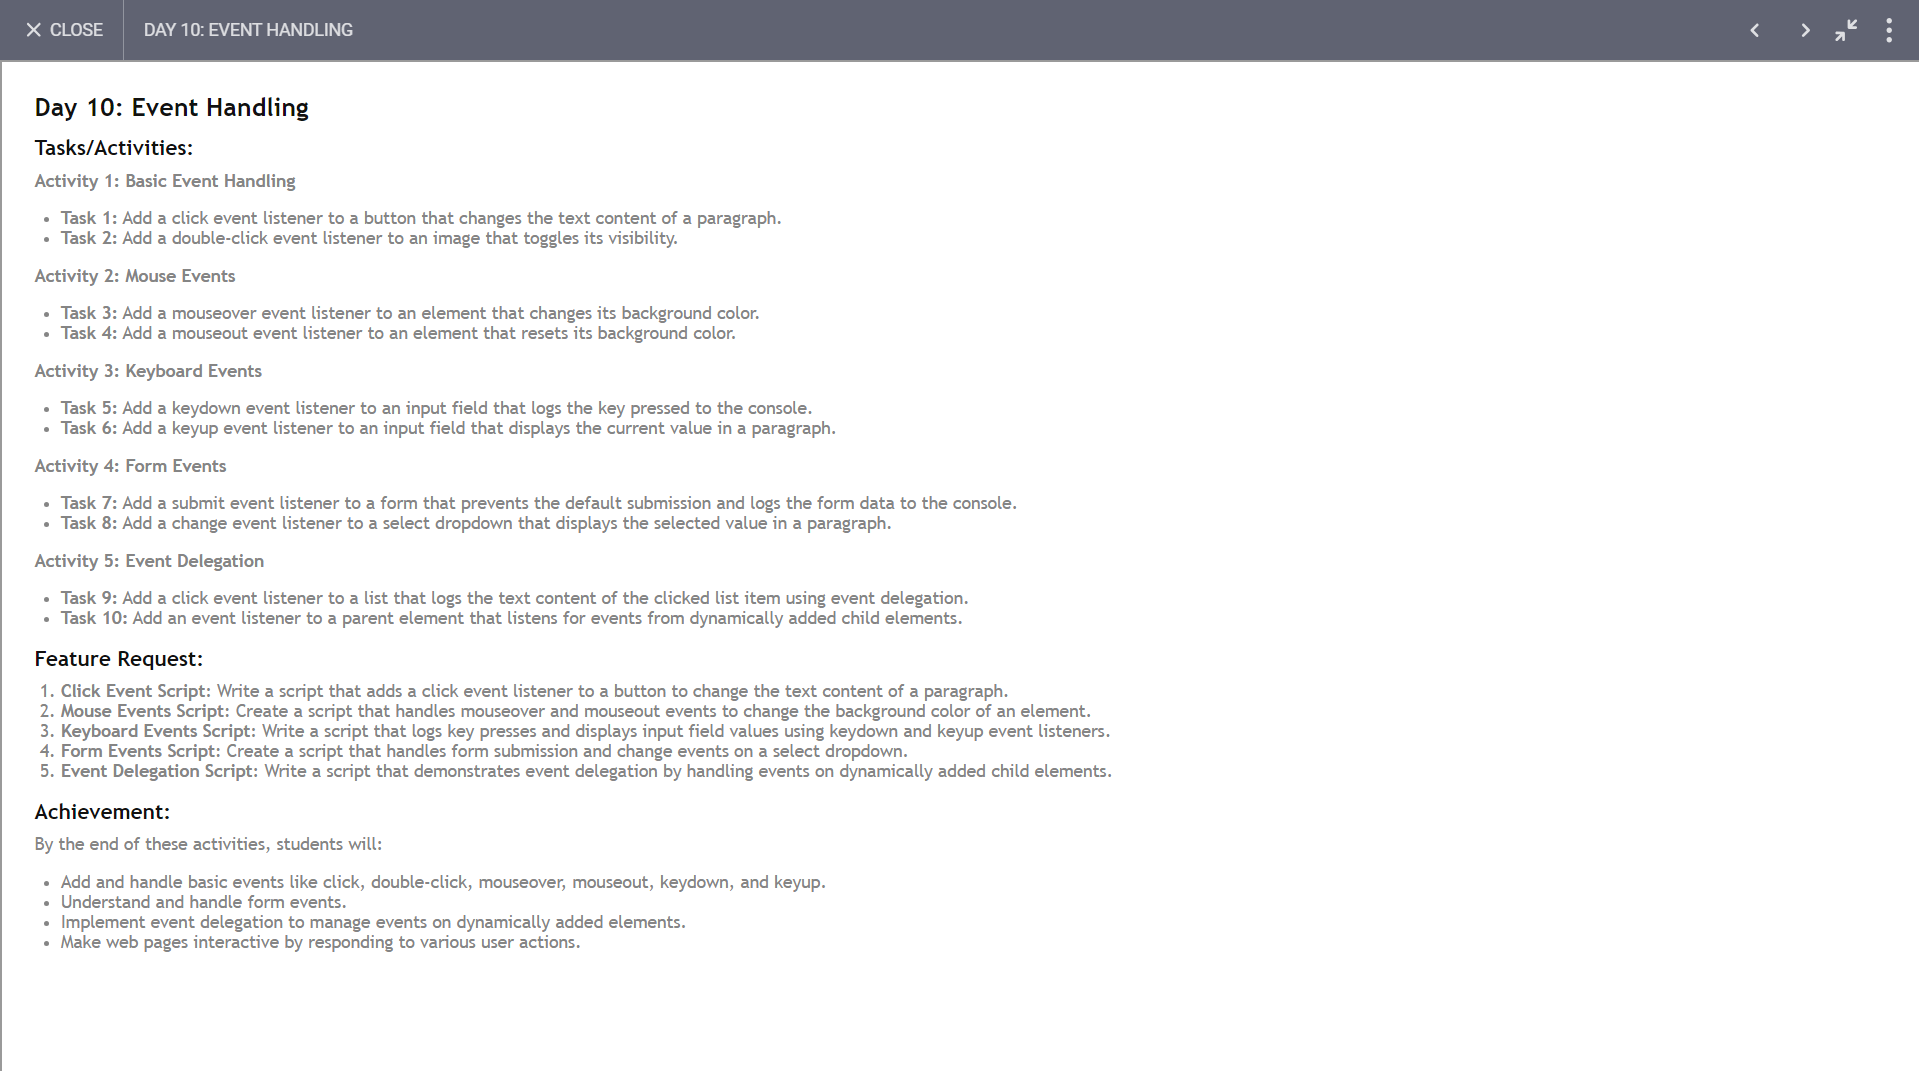 CLOSE
DAY 10: EVENT HANDLING
Day 10: Event Handling
Tasks/Activities:
Activity 1: Basic Event Handling
• Task 1: Add a click event listener to a button that changes the text content of a paragraph.
• Task 2: Add a double-click event listener to an image that toggles its visibility.
Activity 2: Mouse Events
• Task 3: Add a mouseover event listener to an element that changes its background color.
• Task 4: Add a mouseout event listener to an element that resets its background color.
Activity 3: Keyboard Events
• Task 5: Add a keydown event listener to an input field that logs the key pressed to the console.
• Task 6: Add a keyup event listener to an input field that displays the current value in a paragraph.
Activity 4: Form Events
• Task 7: Add a submit event listener to a form that prevents the default submission and logs the form data to the console.
• Task 8: Add a change event listener to a select dropdown that displays the selected value in a paragraph.
Activity 5: Event Delegation
• Task 9: Add a click event listener to a list that logs the text content of the clicked list item using event delegation.
• Task 10: Add an event listener to a parent element that listens for events from dynamically added child elements.
Feature Request:
1. Click Event Script: Write a script that adds a click event listener to a button to change the text content of a paragraph.
2. Mouse Events Script: Create a script that handles mouseover and mouseout events to change the background color of an element.
3. Keyboard Events Script: Write a script that logs key presses and displays input field values using keydown and keyup event listeners.
4. Form Events Script: Create a script that handles form submission and change events on a select dropdown.
5. Event Delegation Script: Write a script that demonstrates event delegation by handling events on dynamically added child elements.
Achievement:
By the end of these activities, students will:
• Add and handle basic events like click, double-click, mouseover, mouseout, keydown, and keyup.
• Understand and handle form events.
• Implement event delegation to manage events on dynamically added elements.
• Make web pages interactive by responding to various user actions.